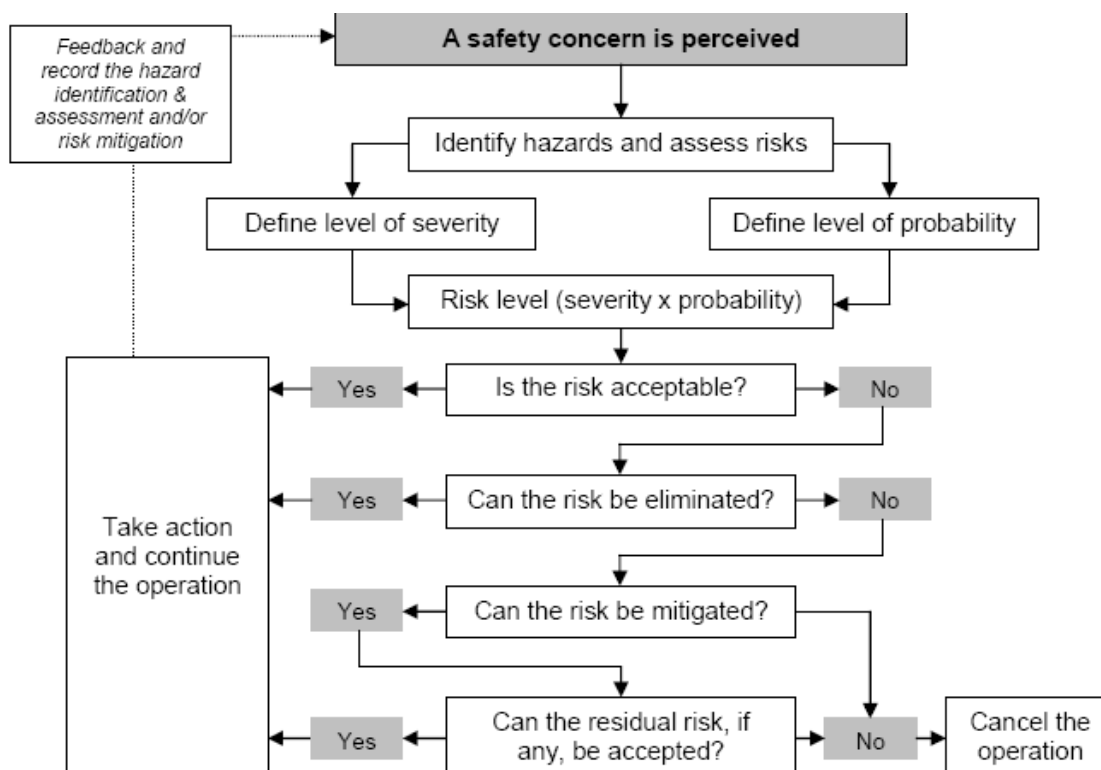 A safety concern is perceived
Feedback and
record the hazard
identification &
assessment and/or
risk mitigation
Identify hazards and assess risks
Define level of severity
Define level of probability
Risk level (severity x probability)
Yes
Is the risk acceptable?
No
Yes
Can the risk be eliminated?
No
Take action
and continue
the operation
Yes
Can the risk be mitigated?
Yes
Can the residual risk, if
any, be accepted?
No
Cancel the
operation